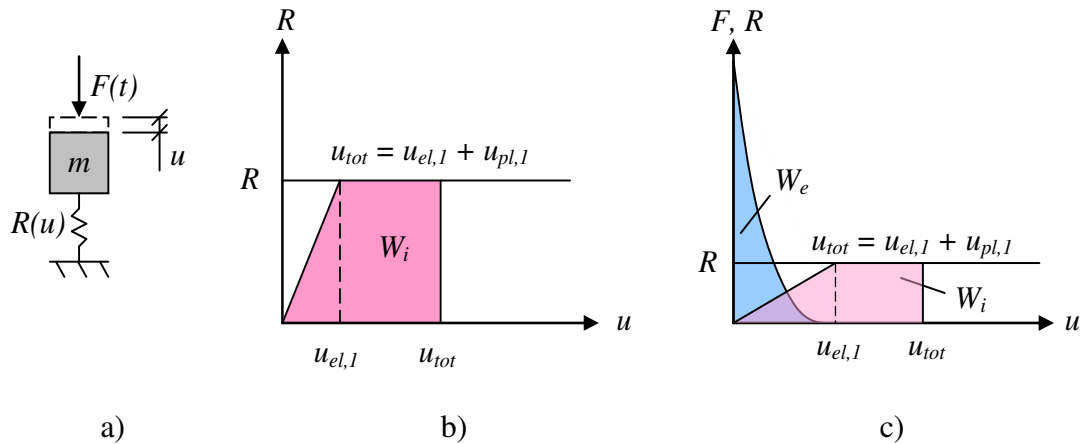 F(t)
m
u
R(u)
a)
R
u_tot = u_el,1 + u_pl,1
R
W_i
u
u_el,1
u_tot
b)
F, R
W_e
u_tot = u_el,1 + u_pl,1
R
W_i
u
u_el,1
u_tot
c)